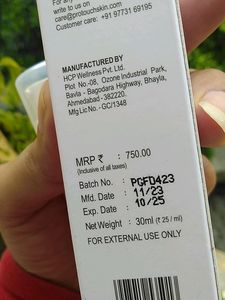 write to us on
care@protouchskin.com
Customer care: +91 97731 69195
MANUFACTURED BY
HCP Wellness Pvt. Ltd.
Plot No.-08, Ozone Industrial Park,
Bavla - Bagodara Highway, Bhayla,
Ahmedabad - 382220.
Mfg Lic No.- GC/1348
MRP ₹ : 750.00
(Inclusive of all taxes)
Batch No. : PGFD423
Mfd. Date : 11/23
Exp. Date : 10/25
Net Weight : 30ml (₹ 25 / ml)
FOR EXTERNAL USE ONLY